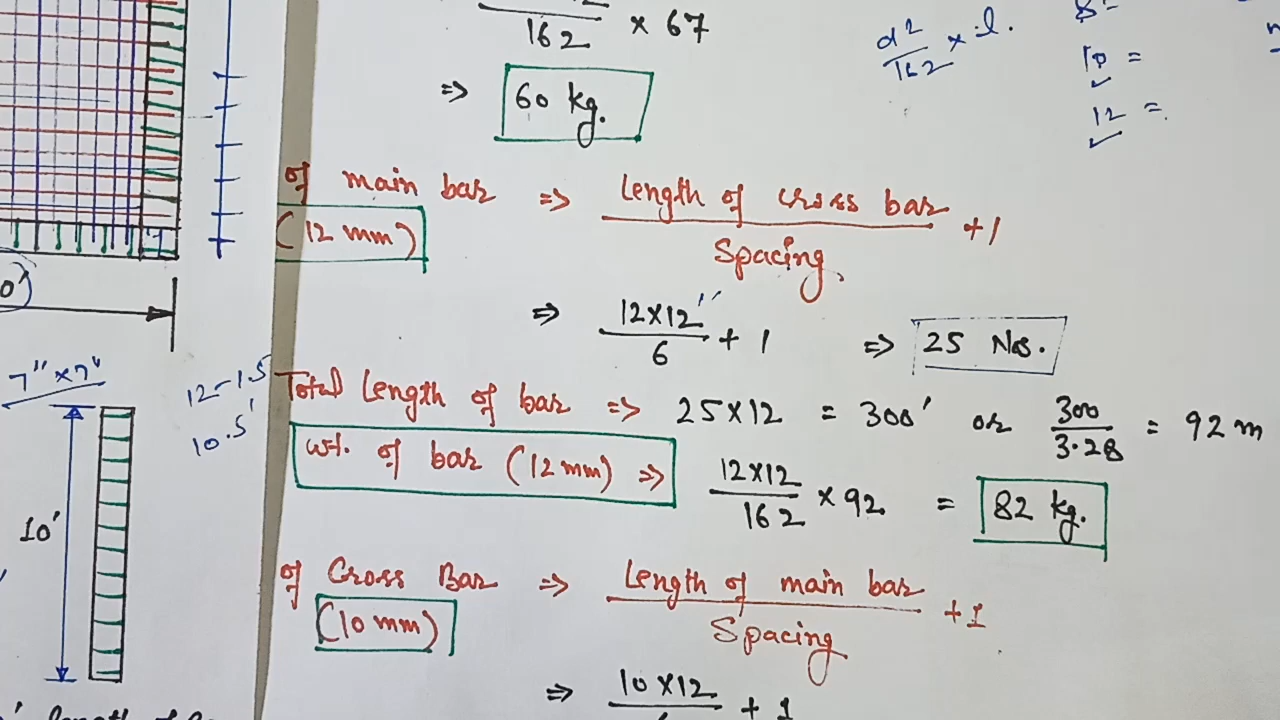 162 × 67
d²/162 × l.
8-
10 =
12 =
⇒ 60 kg.
of main bar ⇒ Length of cross bar / Spacing + 1
(12 mm)
⇒ 12×12'' / 6 + 1 ⇒ 25 Nos.
0'
7" × 7"
12-1.5
10.5'
Total length of bar ⇒ 25×12 = 300' or 300/3.28 = 92 m
wt. of bar (12 mm) ⇒ 12×12 / 162 × 92 = 82 kg.
10'
of Cross Bar ⇒ Length of main bar / Spacing + 1
(10 mm)
⇒ 10×12 + 1
length of